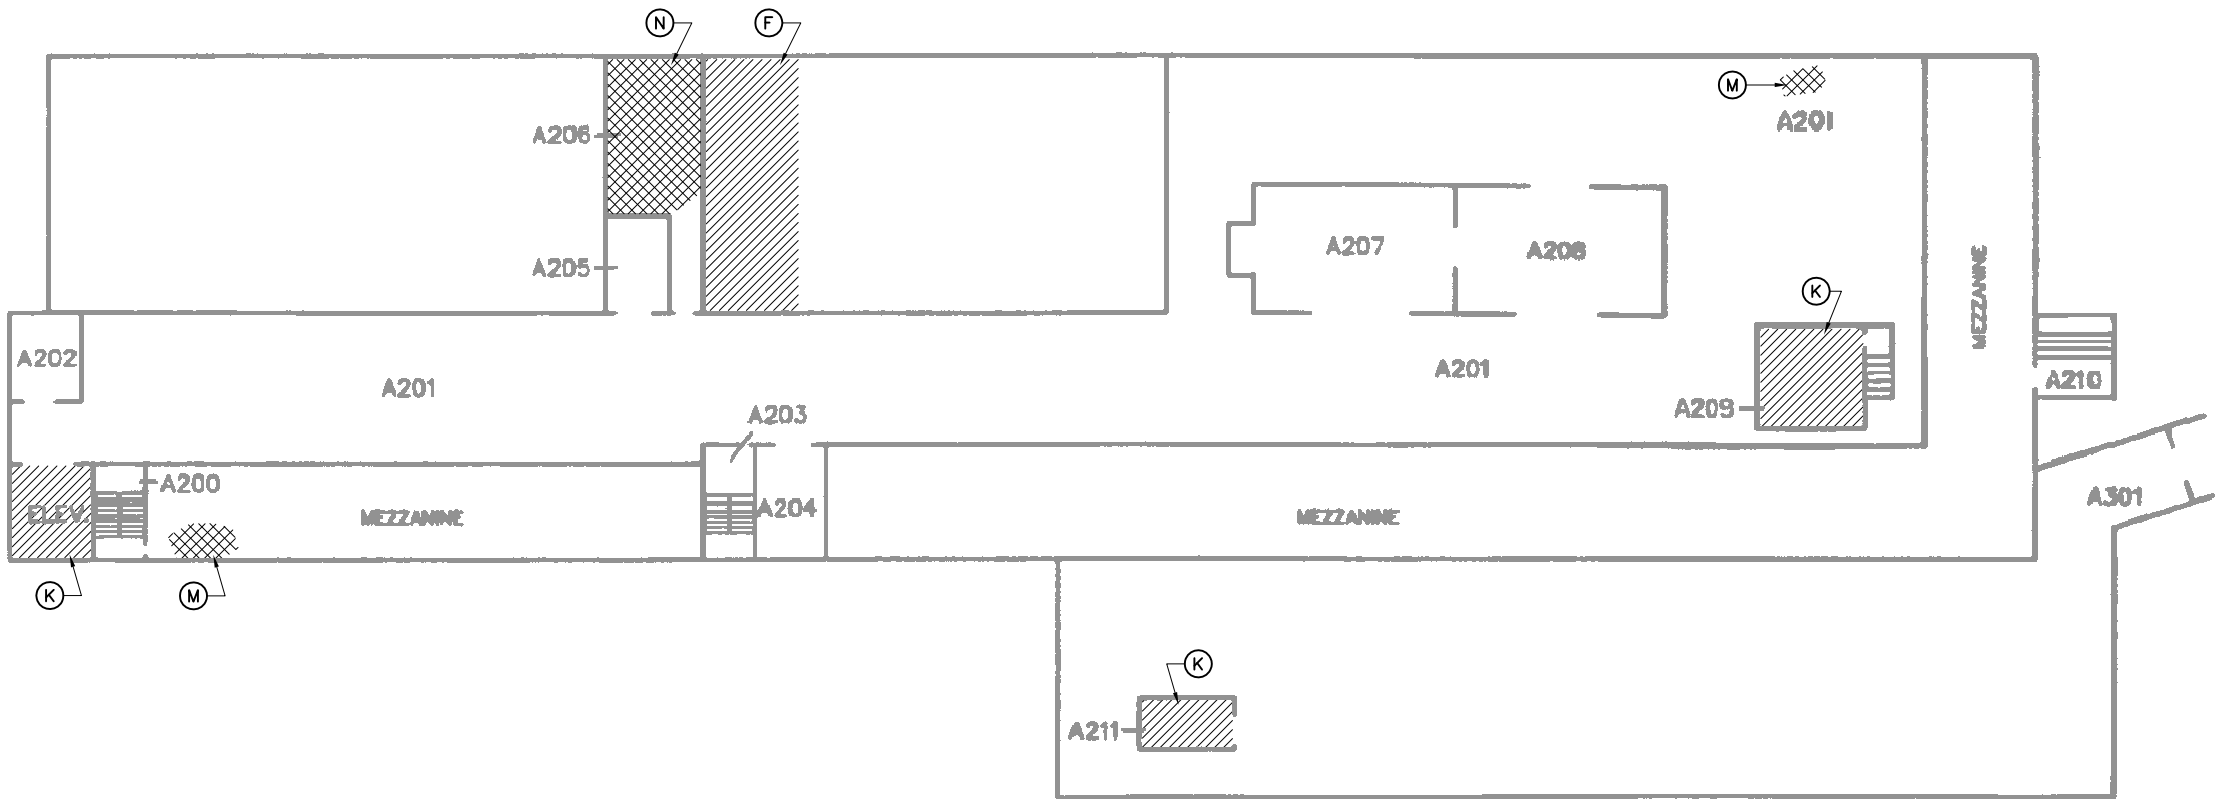 N
F
M
A201
A206
A207
A208
A205
MEZZANINE
K
A202
A201
A201
A210
A209
A203
A200
A301
ELEV.
MEZZANINE
A204
MEZZANINE
K
M
K
A211